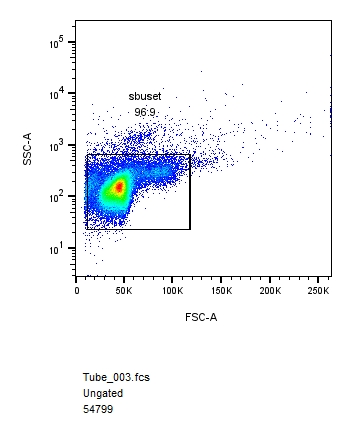 10^5
10^4
sbuset
96.9
10^3
SSC-A
10^2
10^1
0 50K 100K 150K 200K 250K
FSC-A
Tube_003.fcs
Ungated
54799